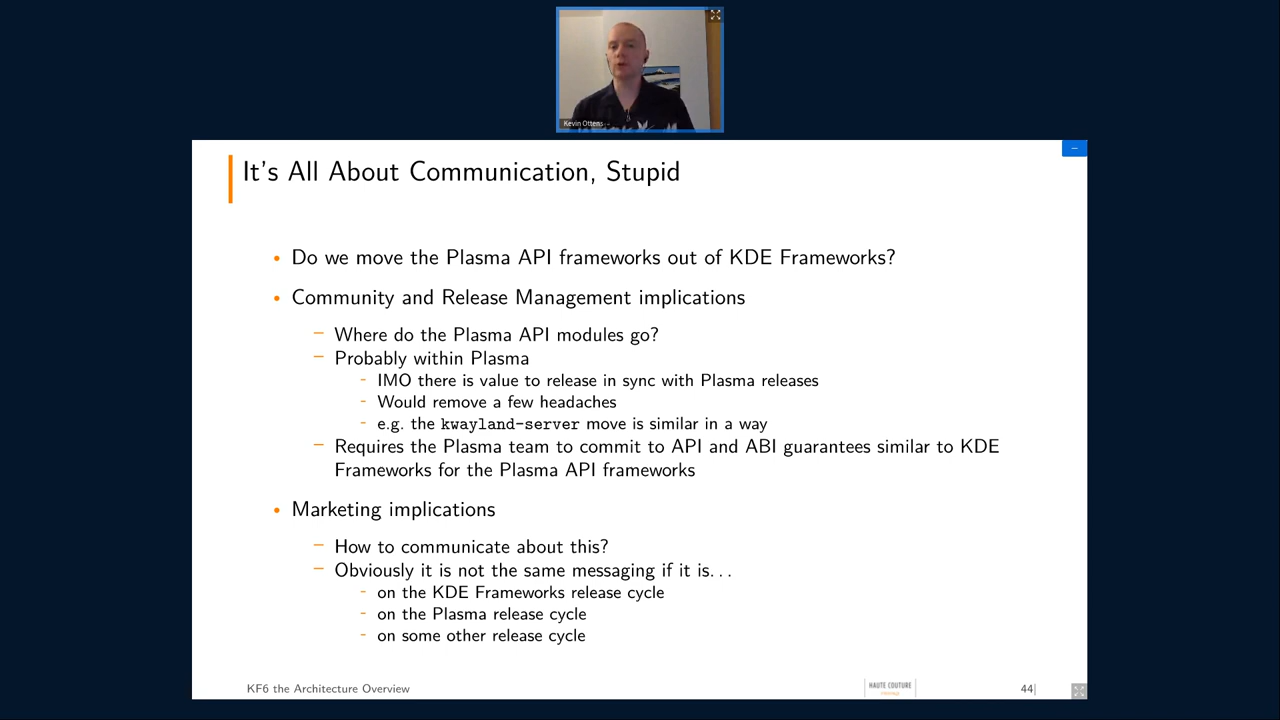 Kevin Ottens
It's All About Communication, Stupid
• Do we move the Plasma API frameworks out of KDE Frameworks?
• Community and Release Management implications
– Where do the Plasma API modules go?
– Probably within Plasma
- IMO there is value to release in sync with Plasma releases
- Would remove a few headaches
- e.g. the kwayland-server move is similar in a way
– Requires the Plasma team to commit to API and ABI guarantees similar to KDE
Frameworks for the Plasma API frameworks
• Marketing implications
– How to communicate about this?
– Obviously it is not the same messaging if it is...
- on the KDE Frameworks release cycle
- on the Plasma release cycle
- on some other release cycle
KF6 the Architecture Overview
HAUTE COUTURE
44